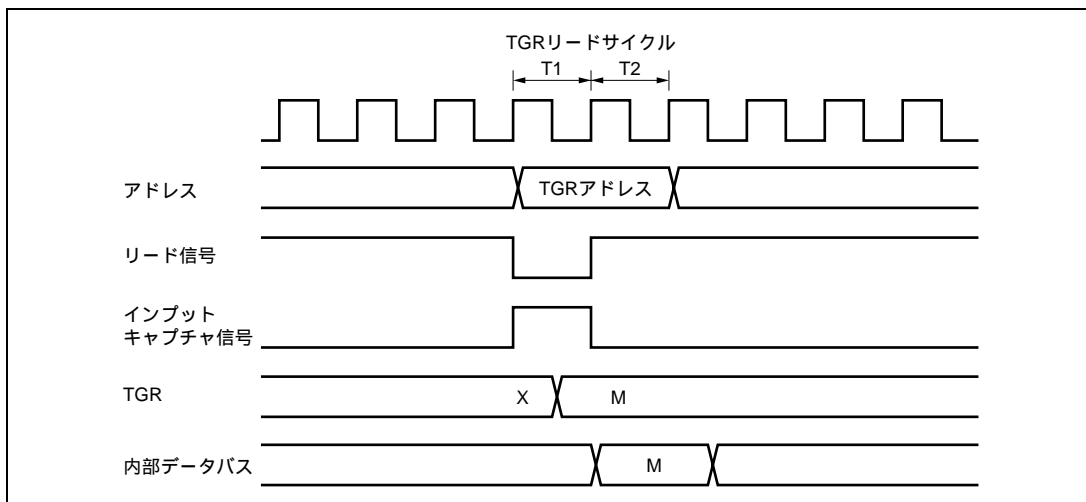 TGRリードサイクル
T1 T2
アドレス TGRアドレス
リード信号
インプット
キャプチャ信号
TGR X M
内部データバス M